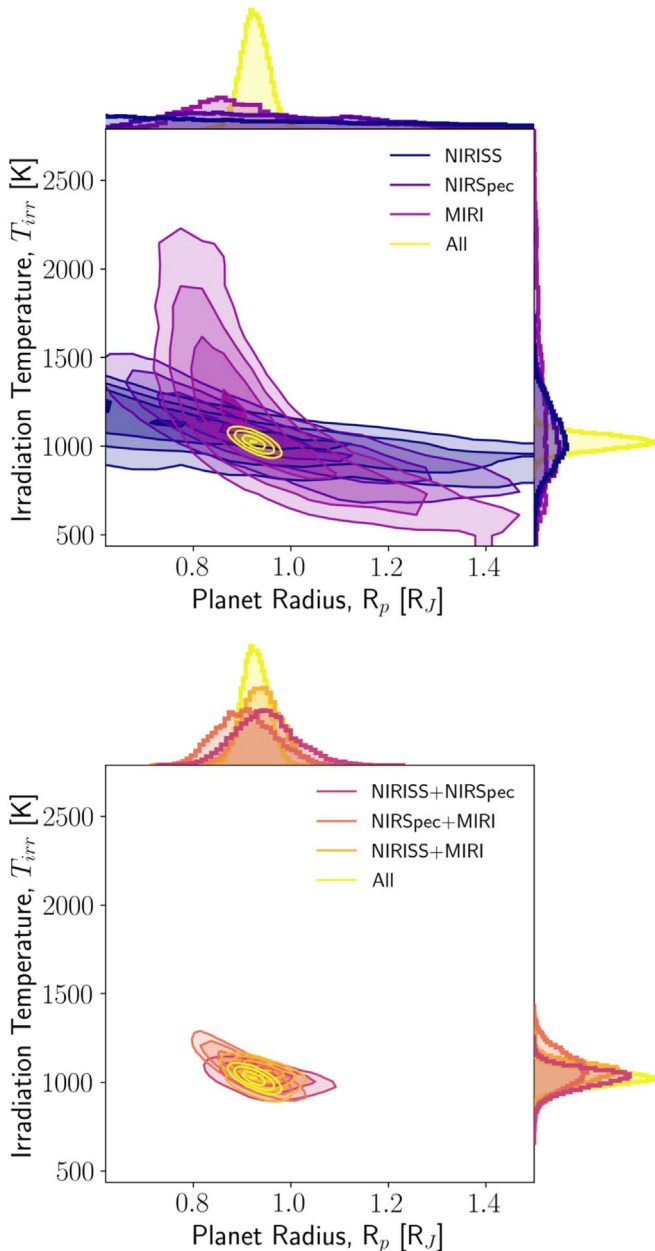 NIRISS
NIRSpec
MIRI
All
2500
2000
1500
1000
500
Irradiation Temperature, T_irr [K]
0.8 1.0 1.2 1.4
Planet Radius, R_p [R_J]
NIRISS+NIRSpec
NIRSpec+MIRI
NIRISS+MIRI
All
2500
2000
1500
1000
500
Irradiation Temperature, T_irr [K]
0.8 1.0 1.2 1.4
Planet Radius, R_p [R_J]